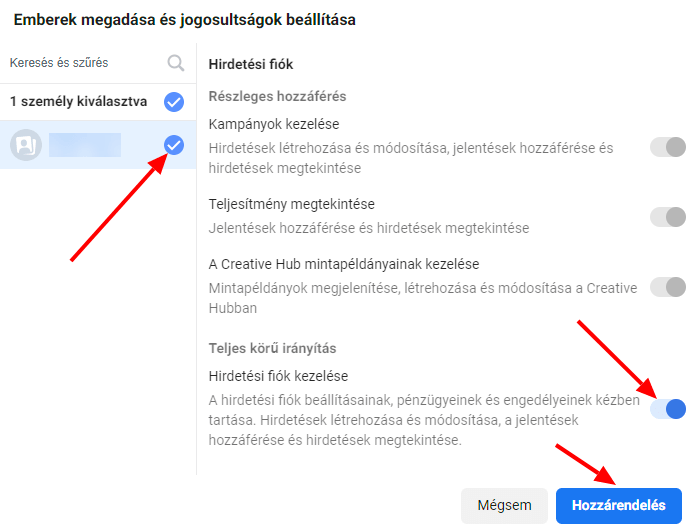 Emberek megadása és jogosultságok beállítása
Keresés és szűrés
1 személy kiválasztva
Hirdetési fiók
Részleges hozzáférés
Kampányok kezelése
Hirdetések létrehozása és módosítása, jelentések hozzáférése és
hirdetések megtekintése
Teljesítmény megtekintése
Jelentések hozzáférése és hirdetések megtekintése
A Creative Hub mintapéldányainak kezelése
Mintapéldányok megjelenítése, létrehozása és módosítása a Creative
Hubban
Teljes körű irányítás
Hirdetési fiók kezelése
A hirdetési fiók beállításainak, pénzügyeinek és engedélyeinek kézben
tartása. Hirdetések létrehozása és módosítása, a jelentések
hozzáférése és hirdetések megtekintése.
Mégsem
Hozzárendelés